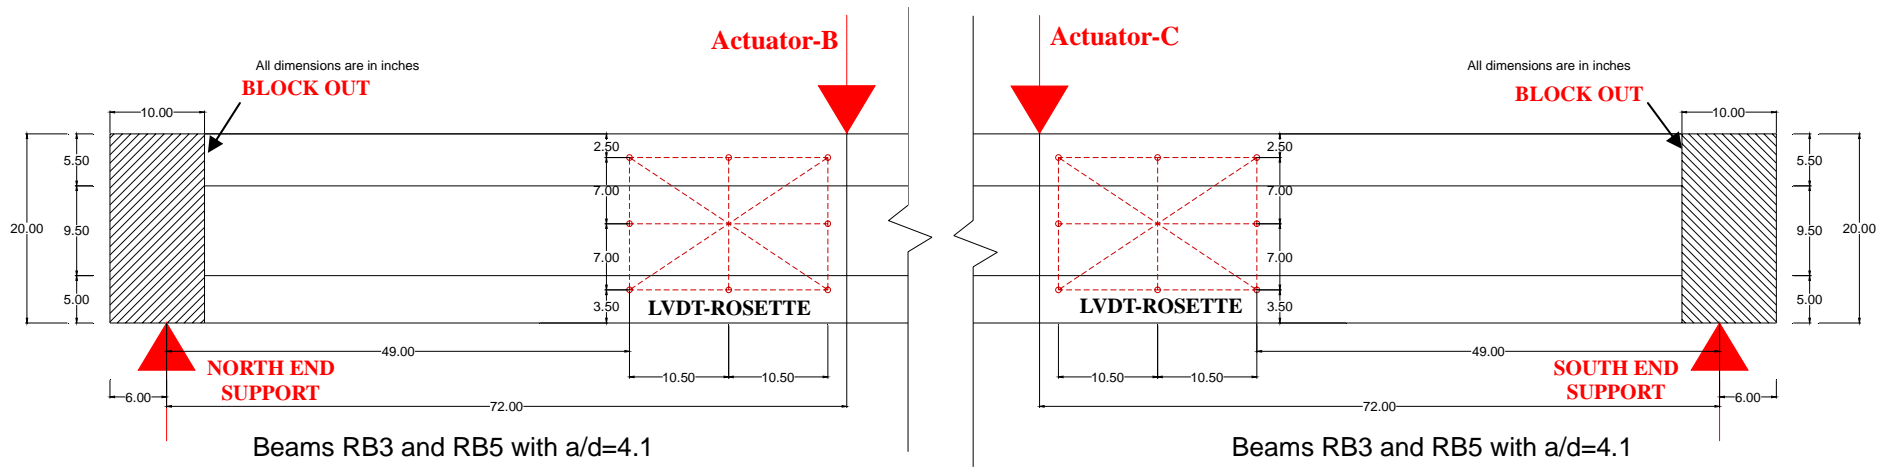 Actuator-B
All dimensions are in inches
BLOCK OUT
10.00
2.50
5.50
7.00
20.00
9.50
7.00
5.00
3.50
LVDT-ROSETTE
49.00
NORTH END
SUPPORT
10.50
10.50
6.00
72.00
Beams RB3 and RB5 with a/d=4.1
Actuator-C
All dimensions are in inches
BLOCK OUT
10.00
2.50
5.50
7.00
9.50
20.00
7.00
5.00
3.50
LVDT-ROSETTE
49.00
SOUTH END
SUPPORT
10.50
10.50
6.00
72.00
Beams RB3 and RB5 with a/d=4.1